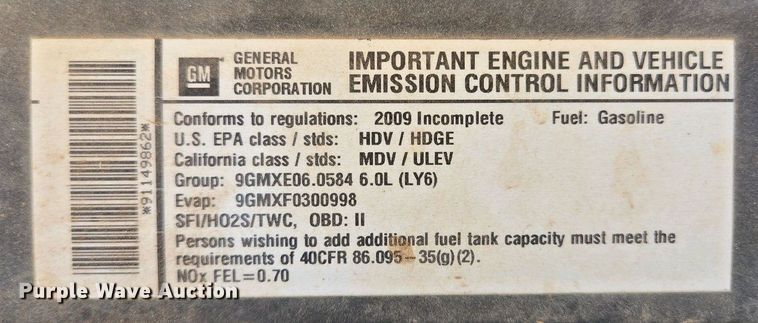 GM
GENERAL
MOTORS
CORPORATION
IMPORTANT ENGINE AND VEHICLE
EMISSION CONTROL INFORMATION
*91149862*
Conforms to regulations: 2009 Incomplete Fuel: Gasoline
U.S. EPA class / stds: HDV / HDGE
California class / stds: MDV / ULEV
Group: 9GMXE06.0584 6.0L (LY6)
Evap: 9GMXF0300998
SFI/HO2S/TWC, OBD: II
Persons wishing to add additional fuel tank capacity must meet the
requirements of 40CFR 86.095-35(g)(2).
NOx FEL=0.70
Purple Wave Auction